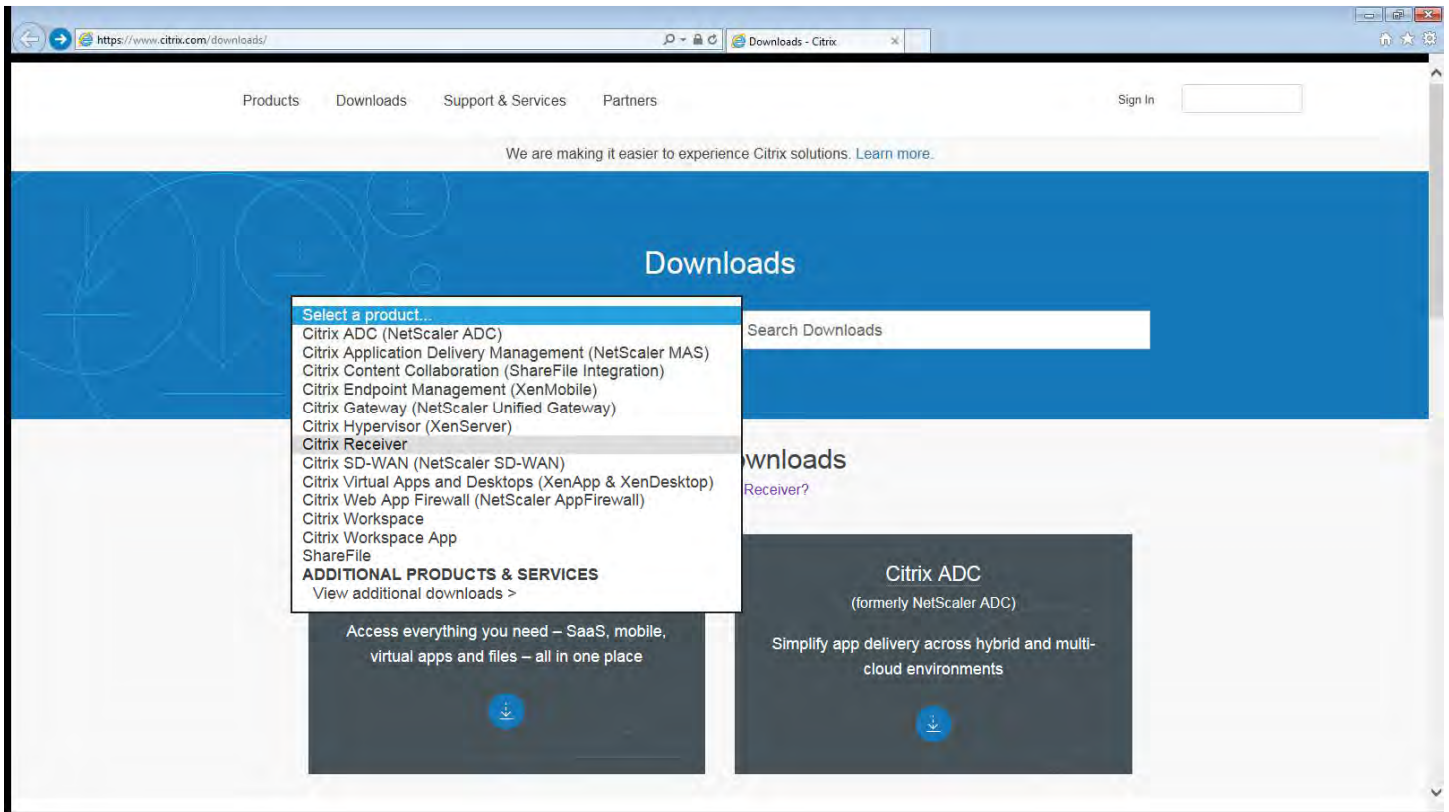 https://www.citrix.com/downloads/
Downloads - Citrix
Products Downloads Support & Services Partners
Sign In
We are making it easier to experience Citrix solutions. Learn more.
Downloads
Select a product...
Citrix ADC (NetScaler ADC)
Citrix Application Delivery Management (NetScaler MAS)
Citrix Content Collaboration (ShareFile Integration)
Citrix Endpoint Management (XenMobile)
Citrix Gateway (NetScaler Unified Gateway)
Citrix Hypervisor (XenServer)
Citrix Receiver
Citrix SD-WAN (NetScaler SD-WAN)
Citrix Virtual Apps and Desktops (XenApp & XenDesktop)
Citrix Web App Firewall (NetScaler AppFirewall)
Citrix Workspace
Citrix Workspace App
ShareFile
ADDITIONAL PRODUCTS & SERVICES
View additional downloads >
Search Downloads
wnloads
Receiver?
Access everything you need – SaaS, mobile,
virtual apps and files – all in one place
Citrix ADC
(formerly NetScaler ADC)
Simplify app delivery across hybrid and multi-
cloud environments